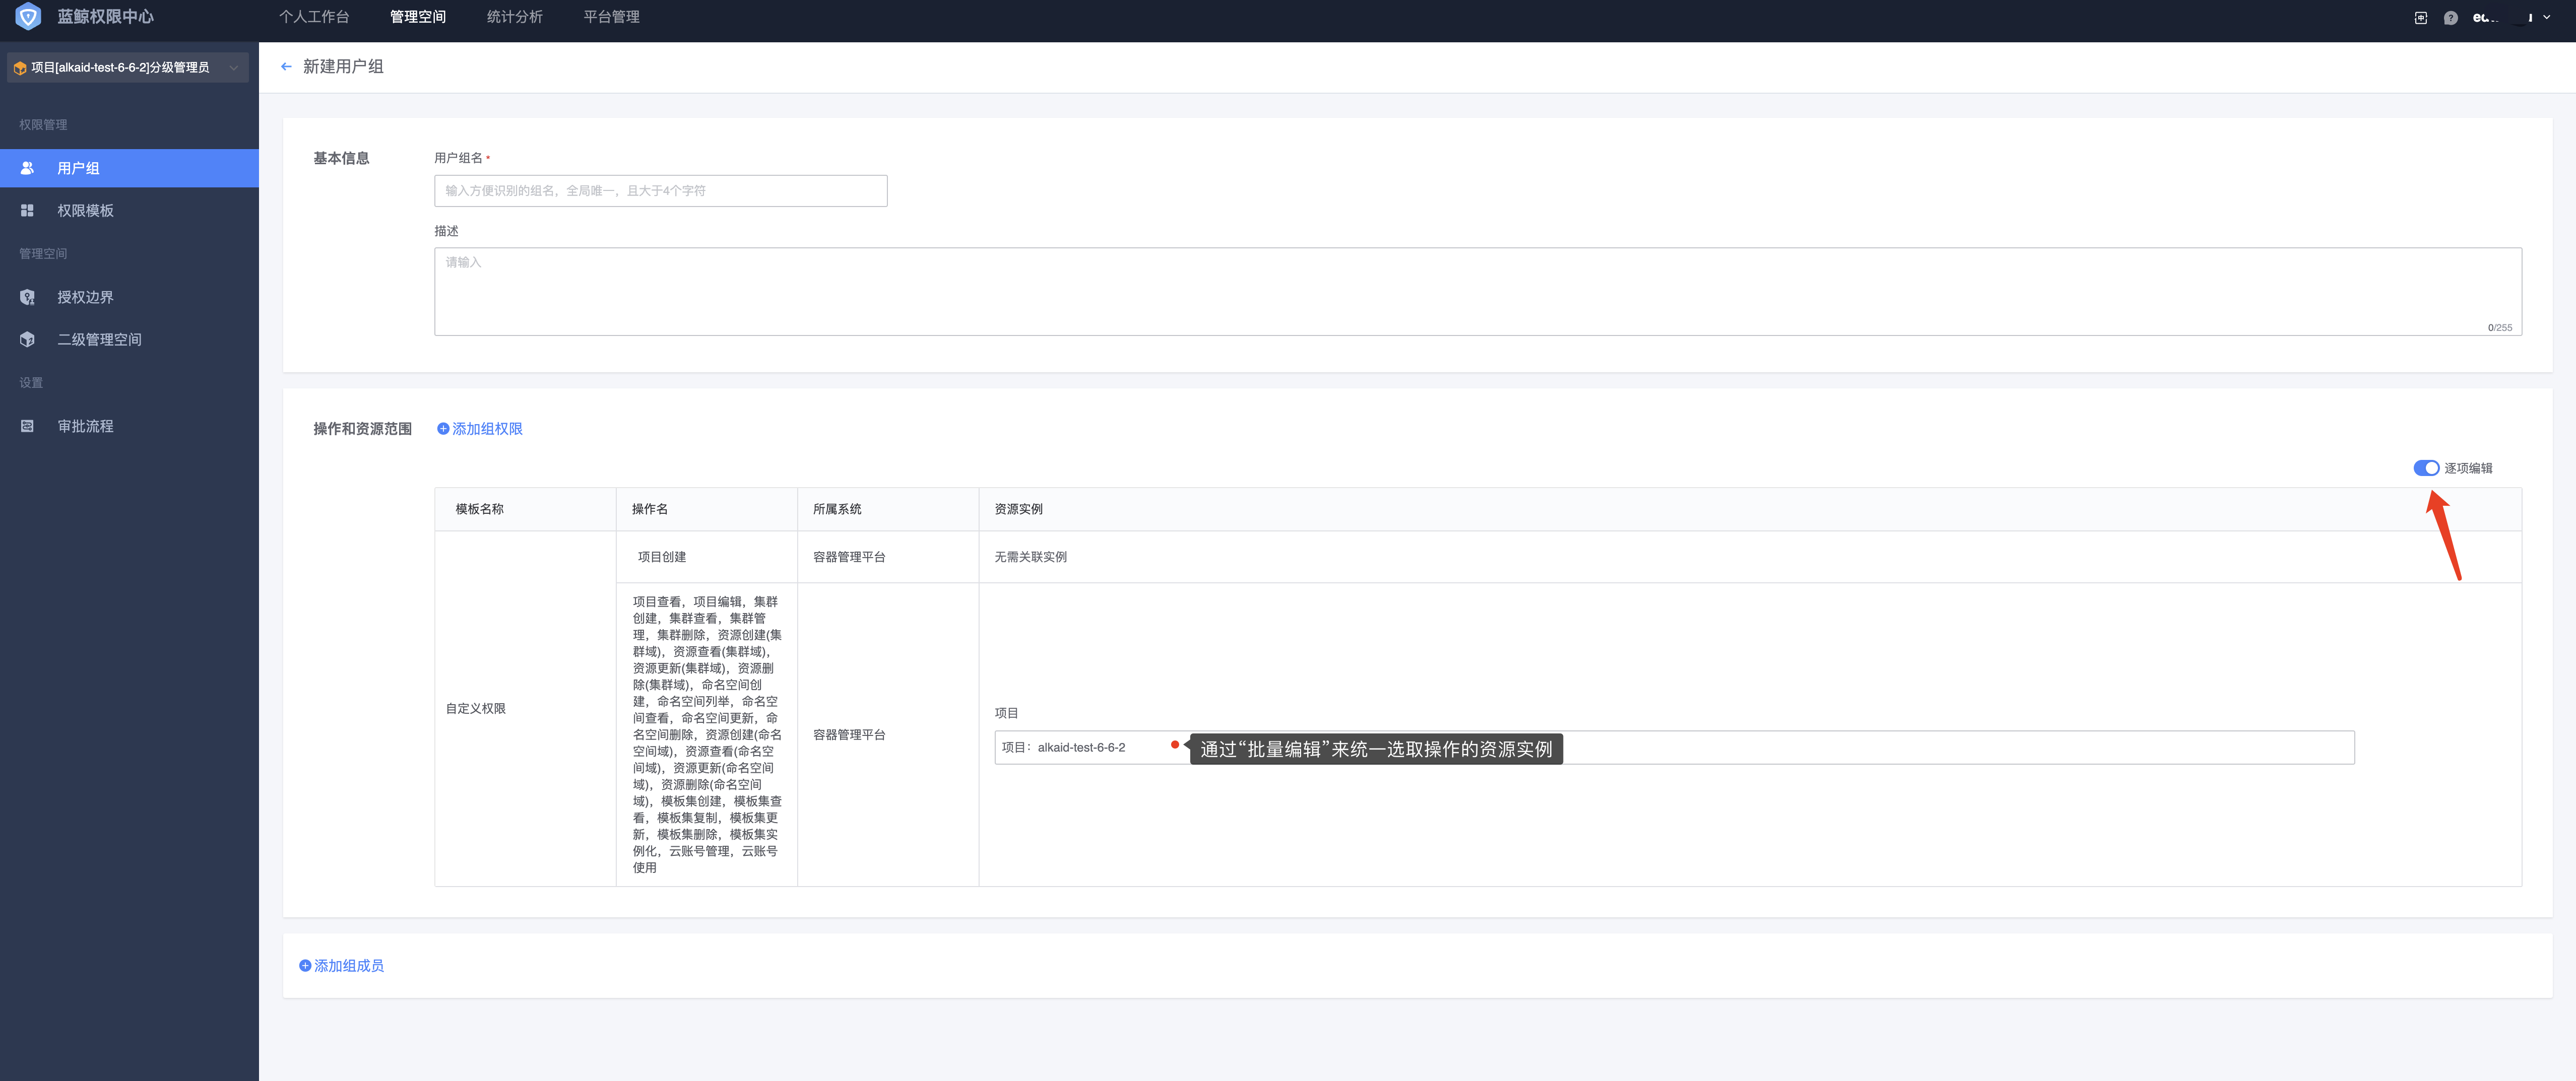 蓝鲸权限中心
个人工作台
管理空间
统计分析
平台管理
项目[alkaid-test-6-6-2]分级管理员
权限管理
用户组
权限模板
管理空间
授权边界
二级管理空间
设置
审批流程
新建用户组
基本信息
用户组名 *
输入方便识别的组名，全局唯一，且大于4个字符
描述
请输入
0/255
操作和资源范围
添加组权限
逐项编辑
模板名称
操作名
所属系统
资源实例
自定义权限
项目创建
容器管理平台
无需关联实例
项目查看，项目编辑，集群
创建，集群查看，集群管
理，集群删除，资源创建(集
群域)，资源查看(集群域)，
资源更新(集群域)，资源删
除(集群域)，命名空间创
建，命名空间列举，命名空
间查看，命名空间更新，命
名空间删除，资源创建(命名
空间域)，资源查看(命名空
间域)，资源更新(命名空间
域)，资源删除(命名空间
域)，模板集创建，模板集查
看，模板集复制，模板集更
新，模板集删除，模板集实
例化，云账号管理，云账号
使用
容器管理平台
项目
项目：alkaid-test-6-6-2
通过“批量编辑”来统一选取操作的资源实例
添加组成员